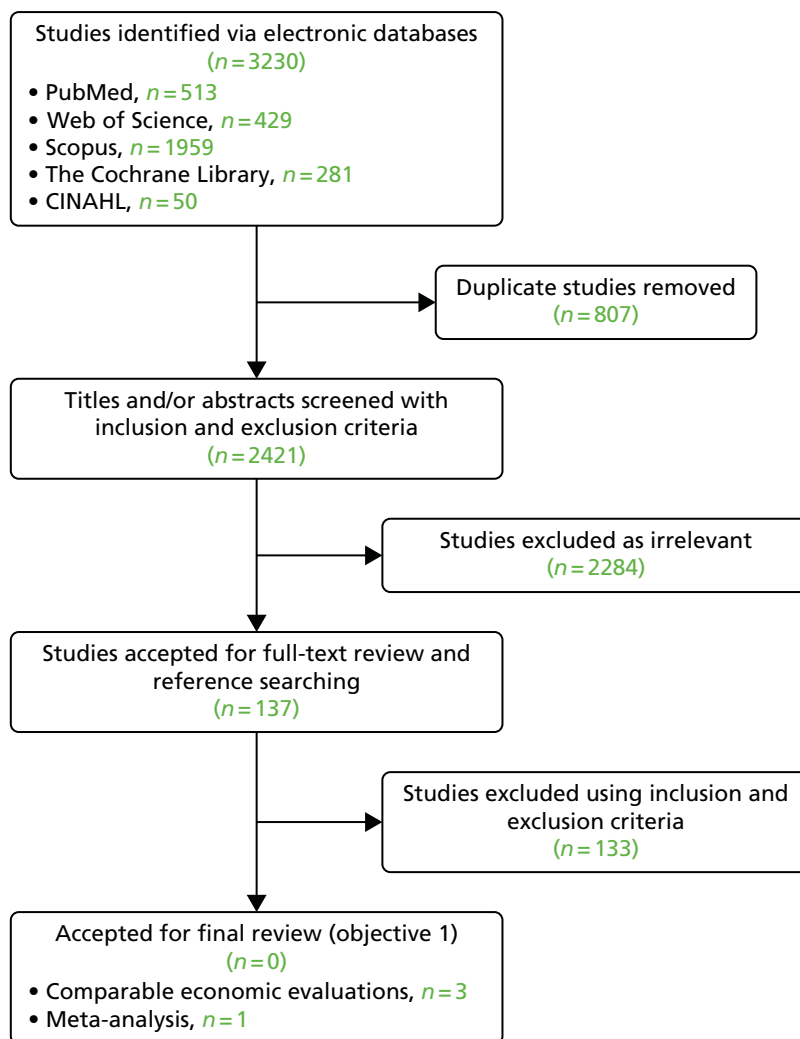 Studies identified via electronic databases
(n = 3230)
• PubMed, n = 513
• Web of Science, n = 429
• Scopus, n = 1959
• The Cochrane Library, n = 281
• CINAHL, n = 50
Duplicate studies removed
(n = 807)
Titles and/or abstracts screened with
inclusion and exclusion criteria
(n = 2421)
Studies excluded as irrelevant
(n = 2284)
Studies accepted for full-text review and
reference searching
(n = 137)
Studies excluded using inclusion and
exclusion criteria
(n = 133)
Accepted for final review (objective 1)
(n = 0)
• Comparable economic evaluations, n = 3
• Meta-analysis, n = 1